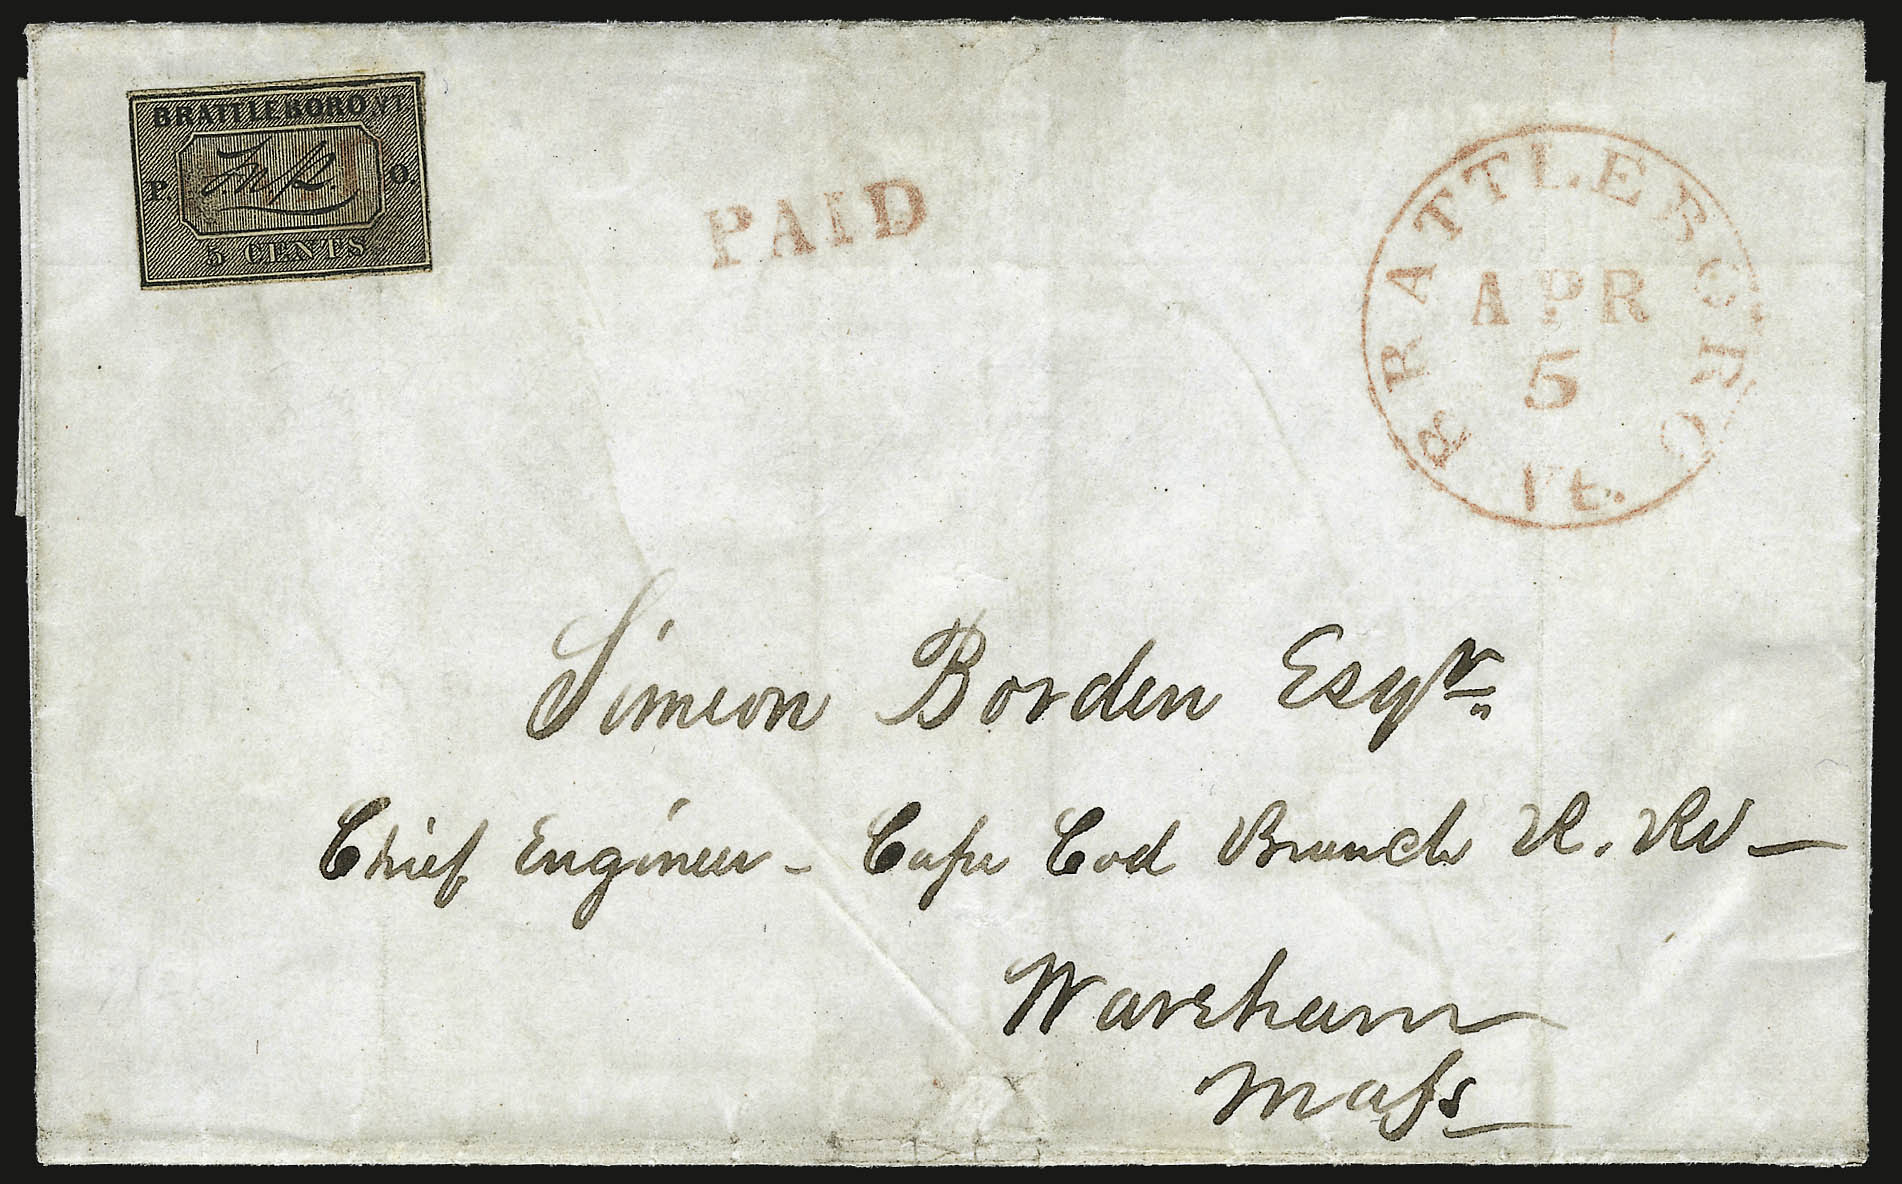 BRATTLEBORO, VT.
P. FNP. O.
5 CENTS.
PAID
BRATTLEBORO
APR
5
Vt.
Simeon Borden Esqr.
Chief Engineer - Cape Cod Branch R. Rd —
Wareham
Mass